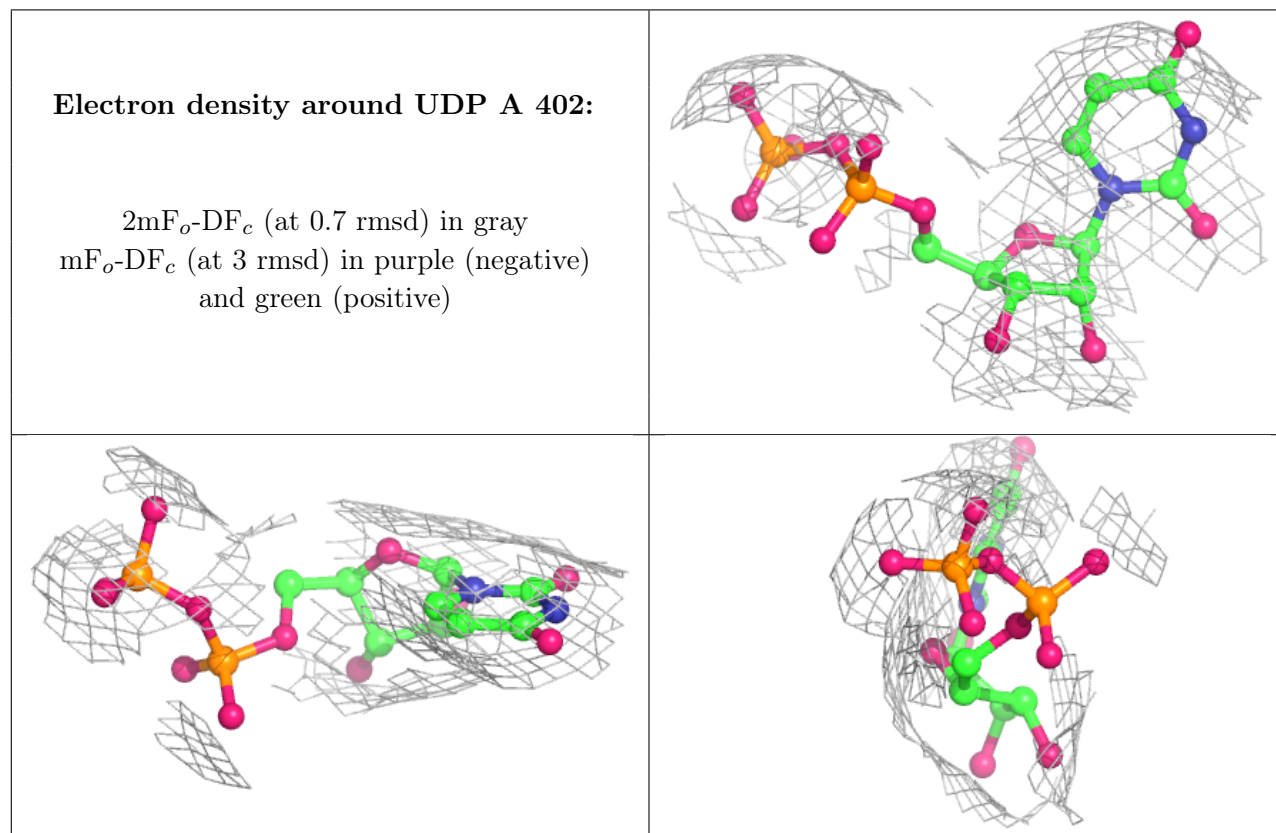 Electron density around UDP A 402:
2mFo-DFc (at 0.7 rmsd) in gray
mFo-DFc (at 3 rmsd) in purple (negative)
and green (positive)